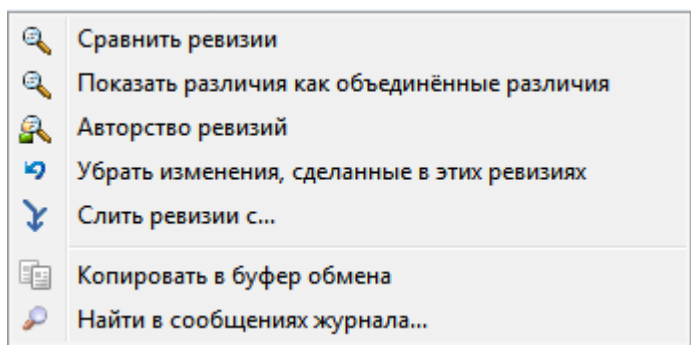 Сравнить ревизии
Показать различия как объединённые различия
Авторство ревизий
Убрать изменения, сделанные в этих ревизиях
Слить ревизии с...
Копировать в буфер обмена
Найти в сообщениях журнала...